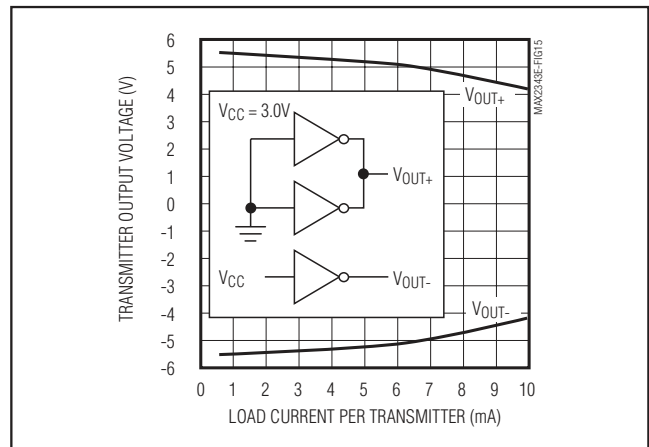 6
5
4
3
2
1
0
-1
-2
-3
-4
-5
-6
TRANSMITTER OUTPUT VOLTAGE (V)
VCC = 3.0V
VOUT+
VOUT+
VCC
VOUT-
VOUT-
0 1 2 3 4 5 6 7 8 9 10
LOAD CURRENT PER TRANSMITTER (mA)
MAX2343E-FIG15